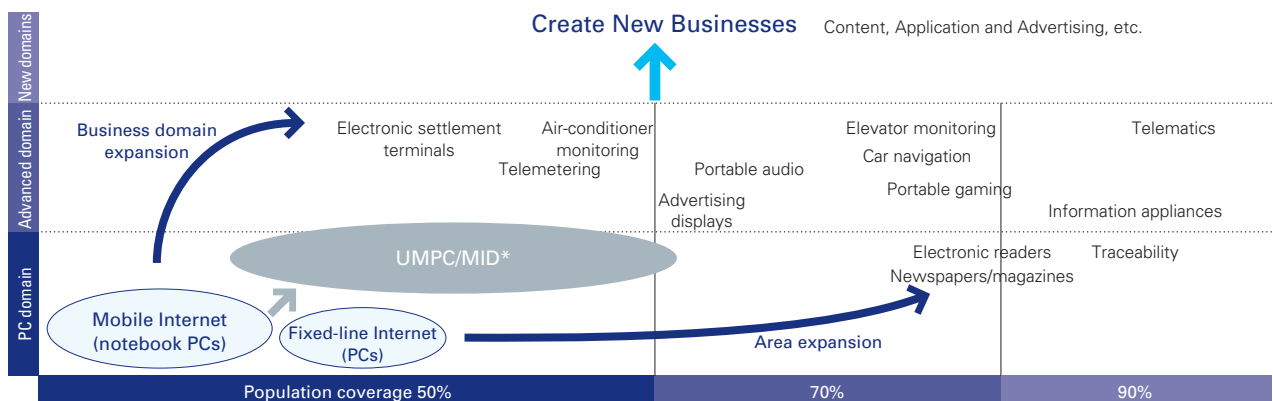 New domains
Create New Businesses
Content, Application and Advertising, etc.
Advanced domain
Business domain
expansion
Electronic settlement
terminals
Air-conditioner
monitoring
Telemetering
Elevator monitoring
Car navigation
Portable audio
Portable gaming
Advertising
displays
Telematics
Information appliances
PC domain
UMPC/MID*
Electronic readers
Newspapers/magazines
Traceability
Mobile Internet
(notebook PCs)
Fixed-line Internet
(PCs)
Area expansion
Population coverage 50%
70%
90%